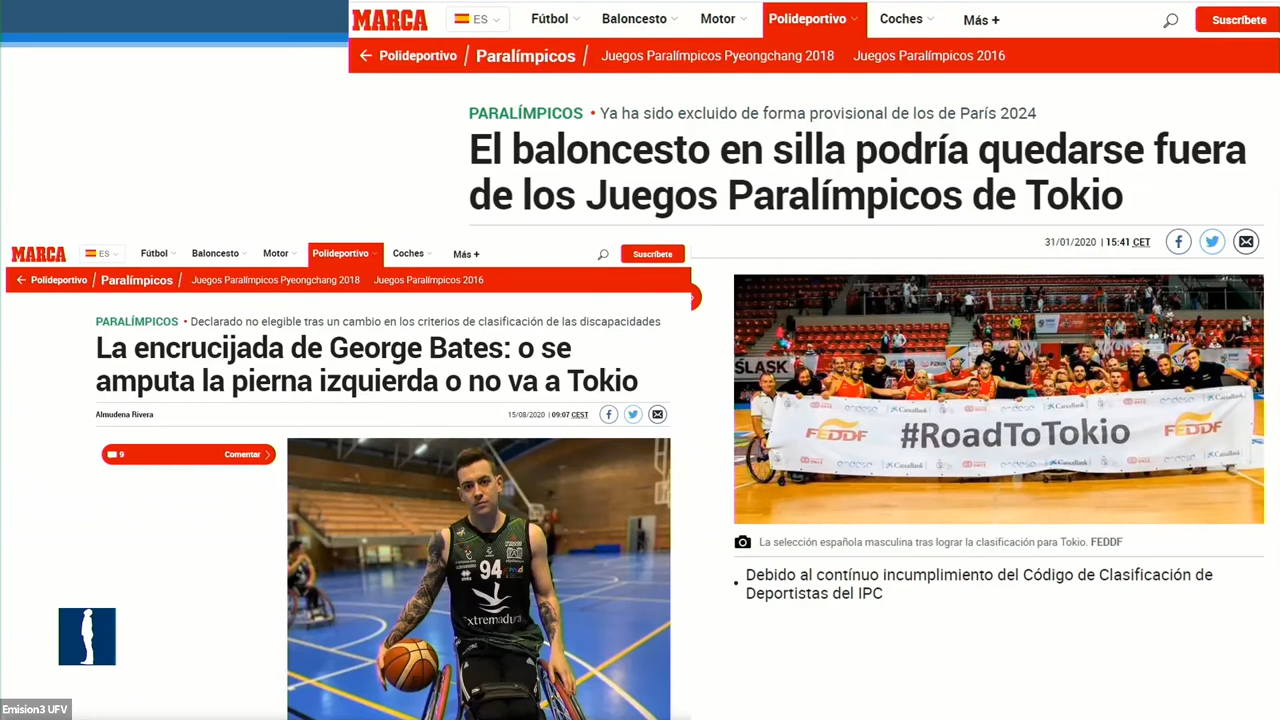 MARCA
ES
Fútbol
Baloncesto
Motor
Polideportivo
Coches
Más +
Suscríbete
Polideportivo
Paralímpicos
Juegos Paralímpicos Pyeongchang 2018
Juegos Paralímpicos 2016
PARALÍMPICOS • Ya ha sido excluido de forma provisional de los de París 2024
El baloncesto en silla podría quedarse fuera
de los Juegos Paralímpicos de Tokio
31/01/2020 | 15:41 CET
FEDDF
#RoadToTokio
FEDDF
CaixaBank
ŚLĄSK
La selección española masculina tras lograr la clasificación para Tokio. FEDDF
• Debido al contínuo incumplimiento del Código de Clasificación de
Deportistas del IPC
MARCA
ES
Fútbol
Baloncesto
Motor
Polideportivo
Coches
Más +
Suscríbete
Polideportivo
Paralímpicos
Juegos Paralímpicos Pyeongchang 2018
Juegos Paralímpicos 2016
PARALÍMPICOS • Declarado no elegible tras un cambio en los criterios de clasificación de las discapacidades
La encrucijada de George Bates: o se
amputa la pierna izquierda o no va a Tokio
Almudena Rivera
15/08/2020 | 09:07 CEST
9
Comentar
94
Extremadura
Emision3 UFV